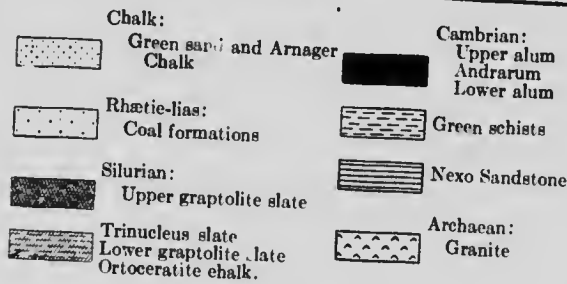 Chalk:
Green sand and Arnager
Chalk
Rhætie-lias:
Coal formations
Silurian:
Upper graptolite slate
Trinucleus slate
Lower graptolite slate
Ortoceratite ehalk.
Cambrian:
Upper alum
Andrarum
Lower alum
Green schists
Nexo Sandstone
Archaean:
Granite